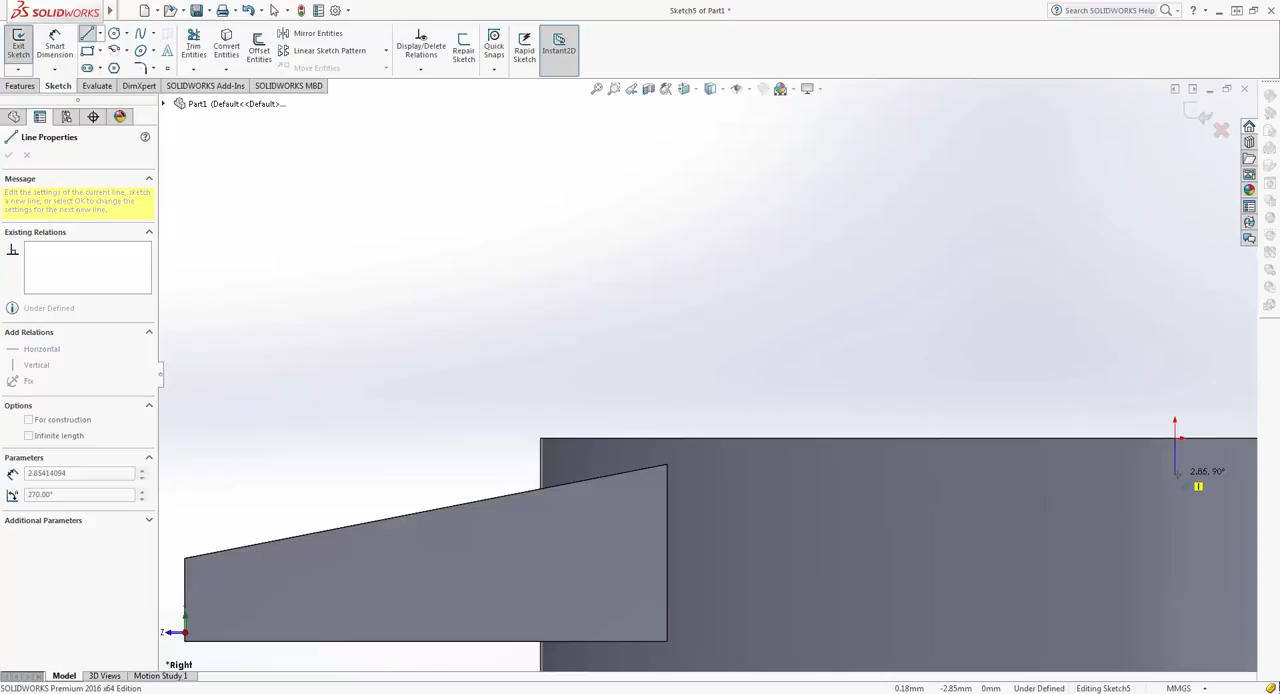 SOLIDWORKS
Sketch5 of Part1 *
Search SOLIDWORKS Help
Exit Sketch
Smart Dimension
Trim Entities
Convert Entities
Offset Entities
Mirror Entities
Linear Sketch Pattern
Move Entities
Display/Delete Relations
Repair Sketch
Quick Snaps
Rapid Sketch
Instant2D
Features
Sketch
Evaluate
DimXpert
SOLIDWORKS Add-Ins
SOLIDWORKS MBD
Part1 (Default<<Default>...
Line Properties
Message
Edit the settings of the current line, sketch
a new line, or select OK to change the
settings for the next new line.
Existing Relations
Under Defined
Add Relations
Horizontal
Vertical
Fix
Options
For construction
Infinite length
Parameters
2.85414094
270.00°
Additional Parameters
2.85, 90°
Z
*Right
Model
3D Views
Motion Study 1
SOLIDWORKS Premium 2016 x64 Edition
0.18mm
-2.85mm
0mm
Under Defined
Editing Sketch5
MMGS